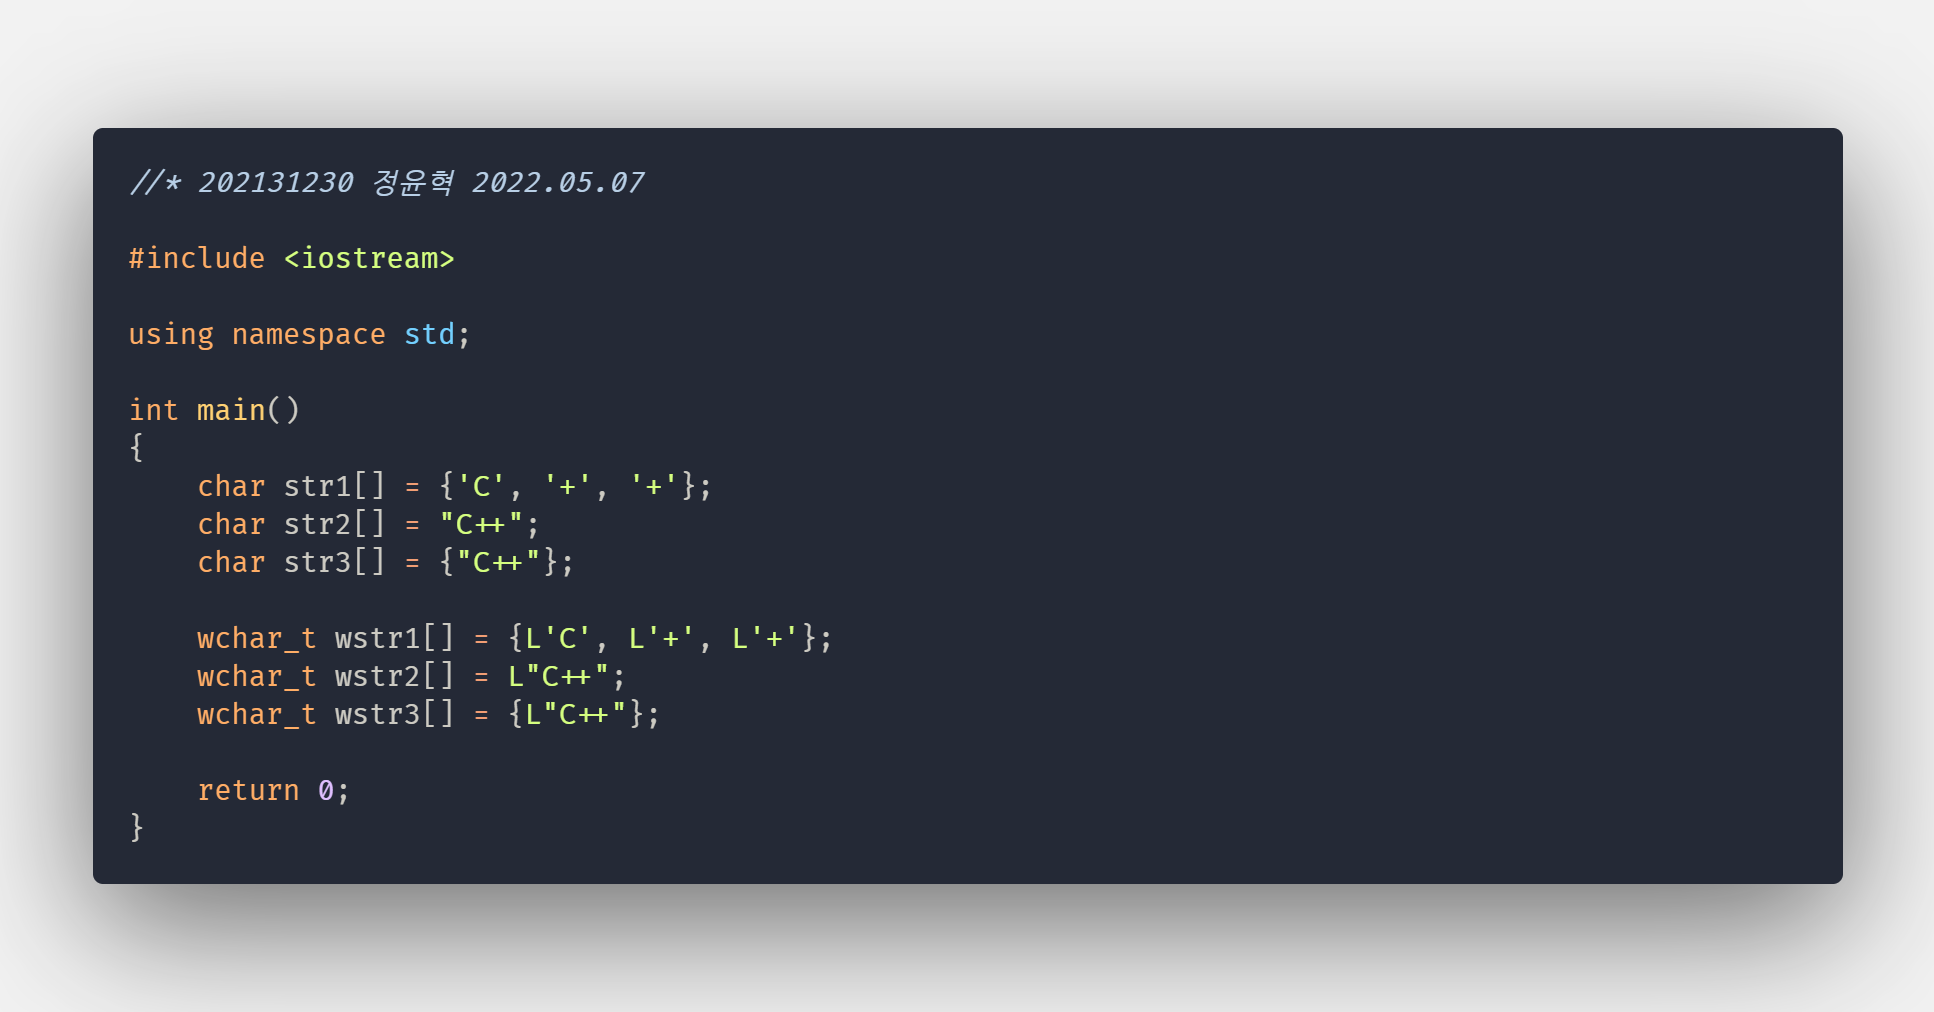 //* 202131230 정윤혁 2022.05.07
#include <iostream>
using namespace std;
int main()
{
    char str1[] = {'C', '+', '+'};
    char str2[] = "C++";
    char str3[] = {"C++"};
    wchar_t wstr1[] = {L'C', L'+', L'+'};
    wchar_t wstr2[] = L"C++";
    wchar_t wstr3[] = {L"C++"};
    return 0;
}